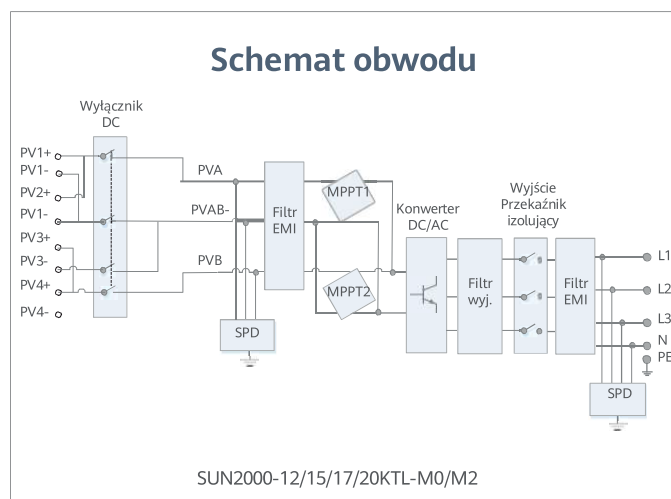 Schemat obwodu
Wyłącznik
DC
PV1+
PV1-
PV2+
PV1-
PV3+
PV3-
PV4+
PV4-
PVA
PVAB-
PVB
Filtr
EMI
SPD
MPPT1
MPPT2
Konwerter
DC/AC
Filtr
wyj.
Wyjście
Przekaźnik
izolujący
Filtr
EMI
L1
L2
L3
N
PE
SPD
SUN2000-12/15/17/20KTL-M0/M2